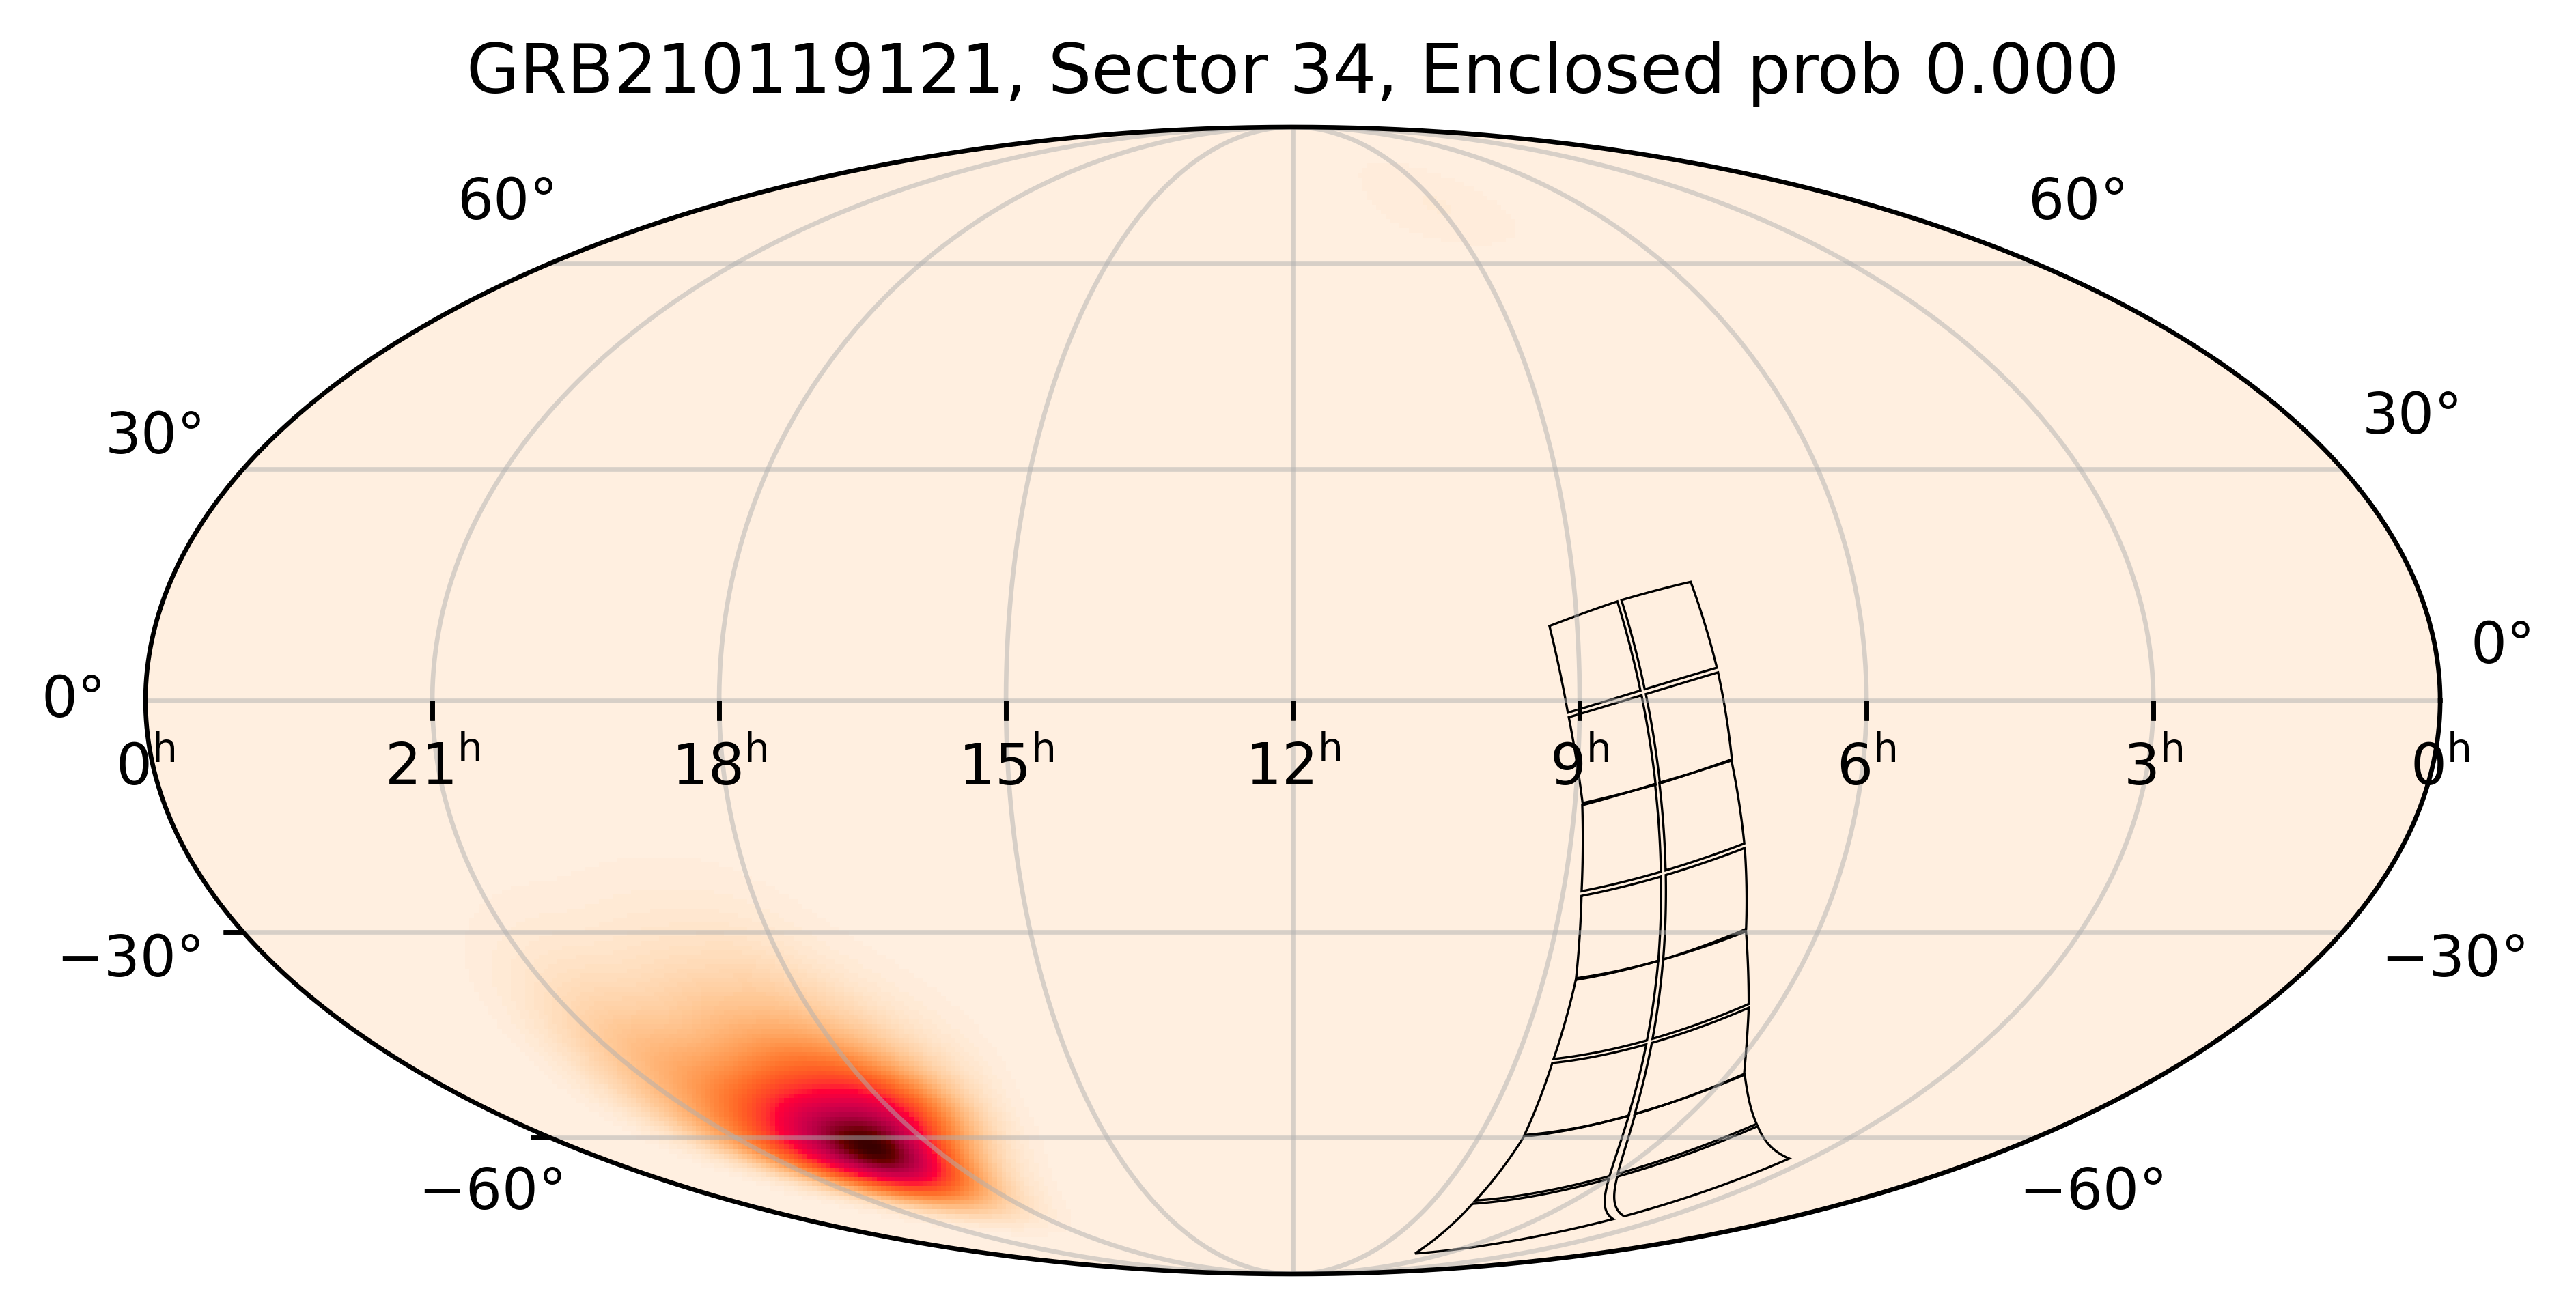 GRB210119121, Sector 34, Enclosed prob 0.000
60° 60°
30° 30°
0° 0°
0ʰ 21ʰ 18ʰ 15ʰ 12ʰ 9ʰ 6ʰ 3ʰ 0ʰ
−30° −30°
−60° −60°